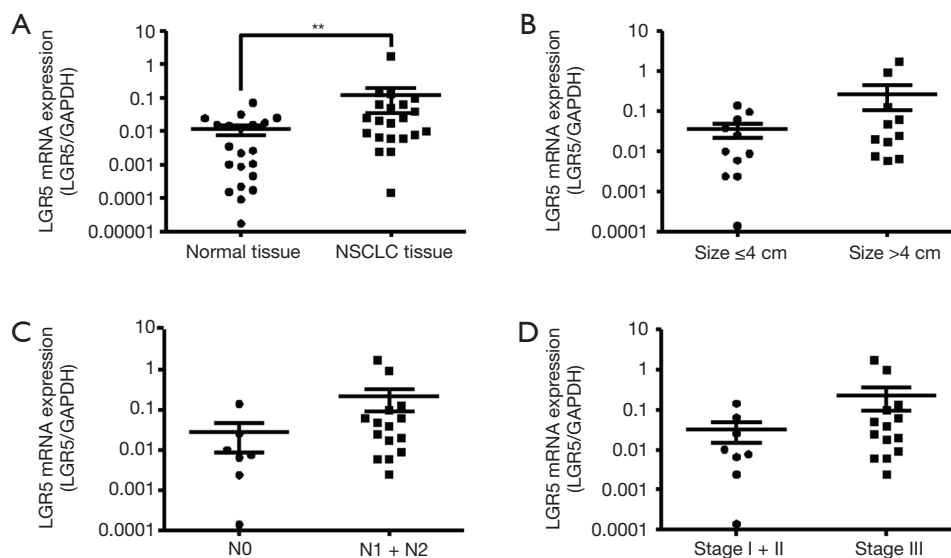 A
LGR5 mRNA expression
(LGR5/GAPDH)
10
1
0.1
0.01
0.001
0.0001
0.00001
**
Normal tissue
NSCLC tissue
B
LGR5 mRNA expression
(LGR5/GAPDH)
10
1
0.1
0.01
0.001
0.0001
Size ≤4 cm
Size >4 cm
C
LGR5 mRNA expression
(LGR5/GAPDH)
10
1
0.1
0.01
0.001
0.0001
N0
N1 + N2
D
LGR5 mRNA expression
(LGR5/GAPDH)
10
1
0.1
0.01
0.001
0.0001
Stage I + II
Stage III